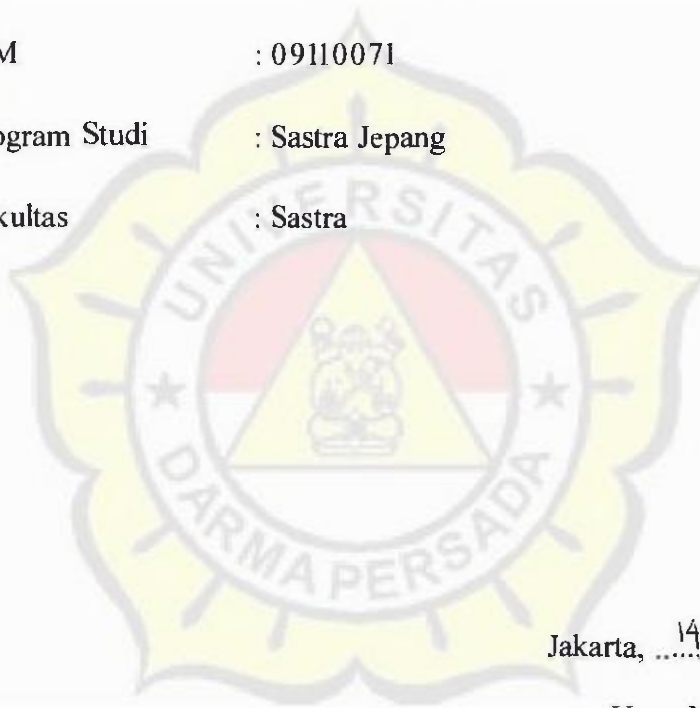 M : 09110071
ogram Studi : Sastra Jepang
kultas : Sastra
UNIVERSITAS
DARMA PERSADA
Jakarta, ..14